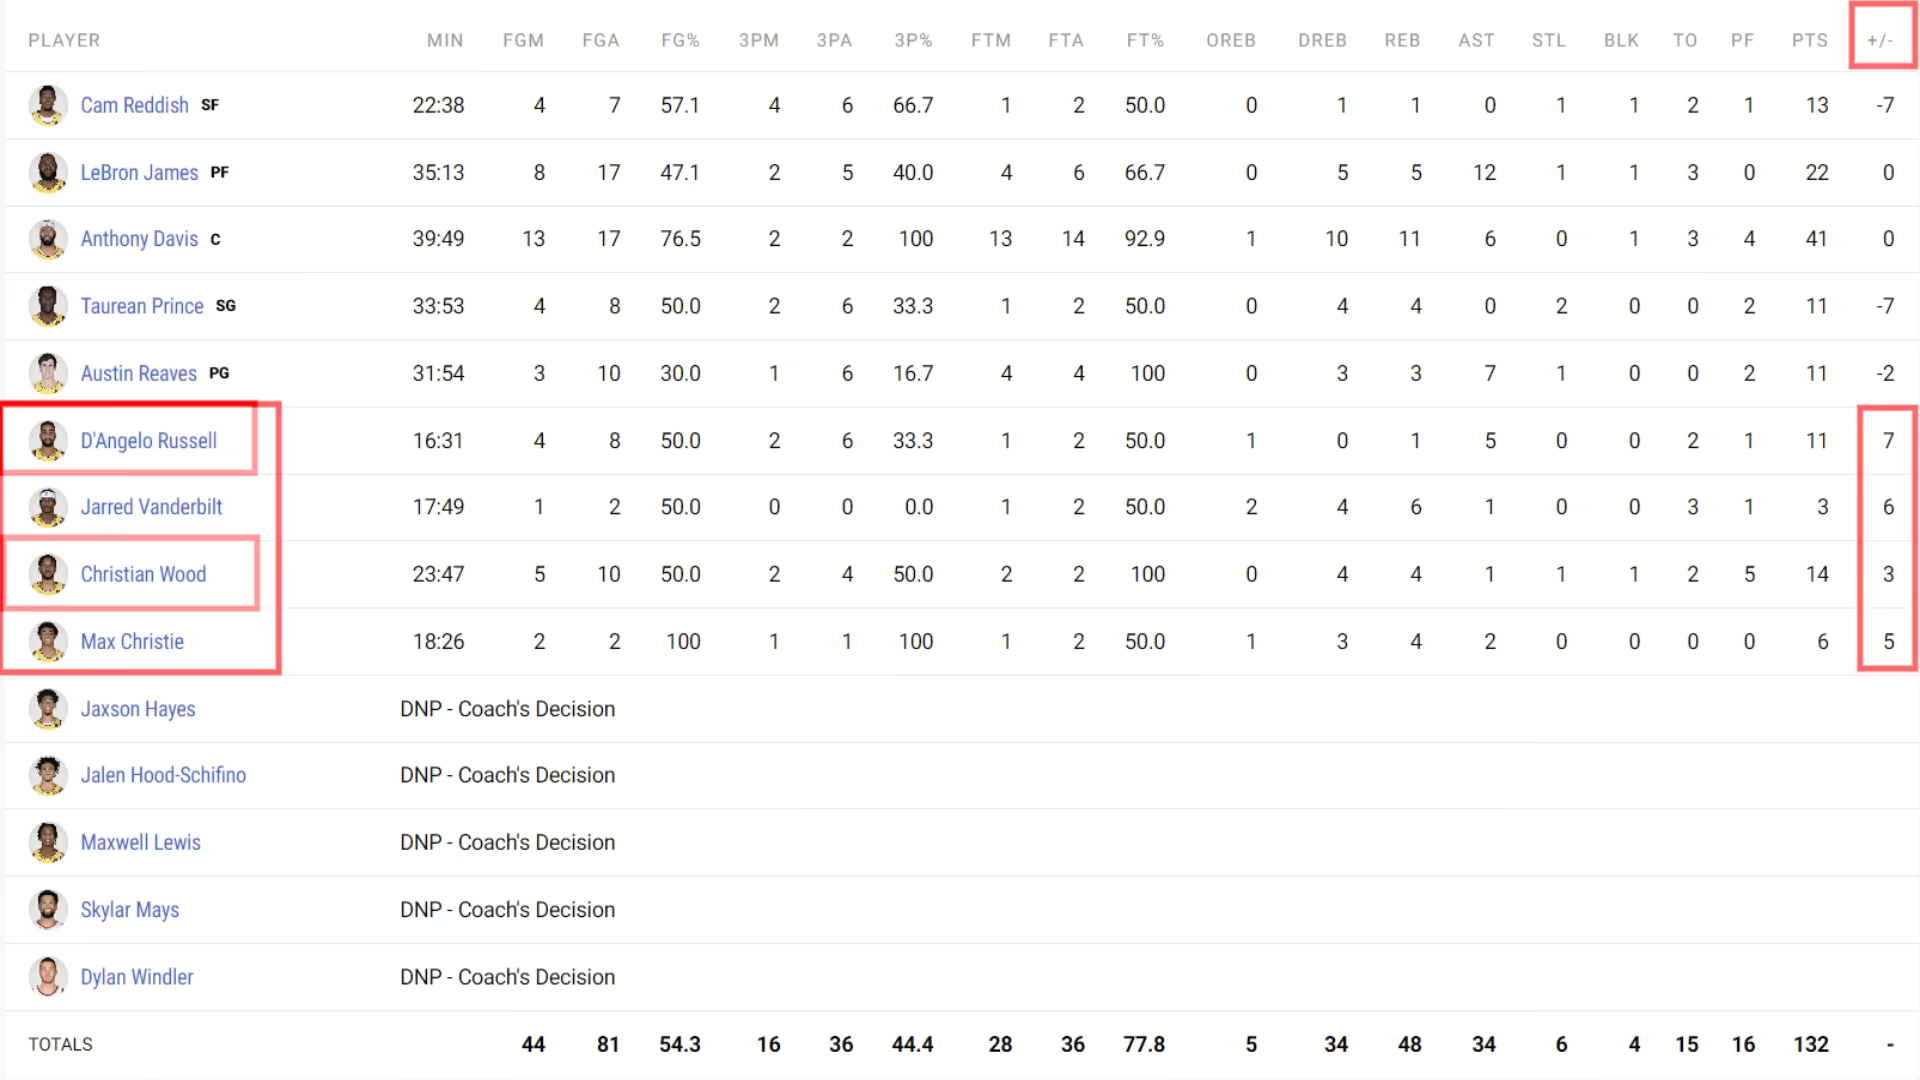 PLAYER MIN FGM FGA FG% 3PM 3PA 3P% FTM FTA FT% OREB DREB REB AST STL BLK TO PF PTS +/-
Cam Reddish SF 22:38 4 7 57.1 4 6 66.7 1 2 50.0 0 1 1 0 1 1 2 1 13 -7
LeBron James PF 35:13 8 17 47.1 2 5 40.0 4 6 66.7 0 5 5 12 1 1 3 0 22 0
Anthony Davis C 39:49 13 17 76.5 2 2 100 13 14 92.9 1 10 11 6 0 1 3 4 41 0
Taurean Prince SG 33:53 4 8 50.0 2 6 33.3 1 2 50.0 0 4 4 0 2 0 0 2 11 -7
Austin Reaves PG 31:54 3 10 30.0 1 6 16.7 4 4 100 0 3 3 7 1 0 0 2 11 -2
D'Angelo Russell 16:31 4 8 50.0 2 6 33.3 1 2 50.0 1 0 1 5 0 0 2 1 11 7
Jarred Vanderbilt 17:49 1 2 50.0 0 0 0.0 1 2 50.0 2 4 6 1 0 0 3 1 3 6
Christian Wood 23:47 5 10 50.0 2 4 50.0 2 2 100 0 4 4 1 1 1 2 5 14 3
Max Christie 18:26 2 2 100 1 1 100 1 2 50.0 1 3 4 2 0 0 0 0 6 5
Jaxson Hayes DNP - Coach's Decision
Jalen Hood-Schifino DNP - Coach's Decision
Maxwell Lewis DNP - Coach's Decision
Skylar Mays DNP - Coach's Decision
Dylan Windler DNP - Coach's Decision
TOTALS 44 81 54.3 16 36 44.4 28 36 77.8 5 34 48 34 6 4 15 16 132 -